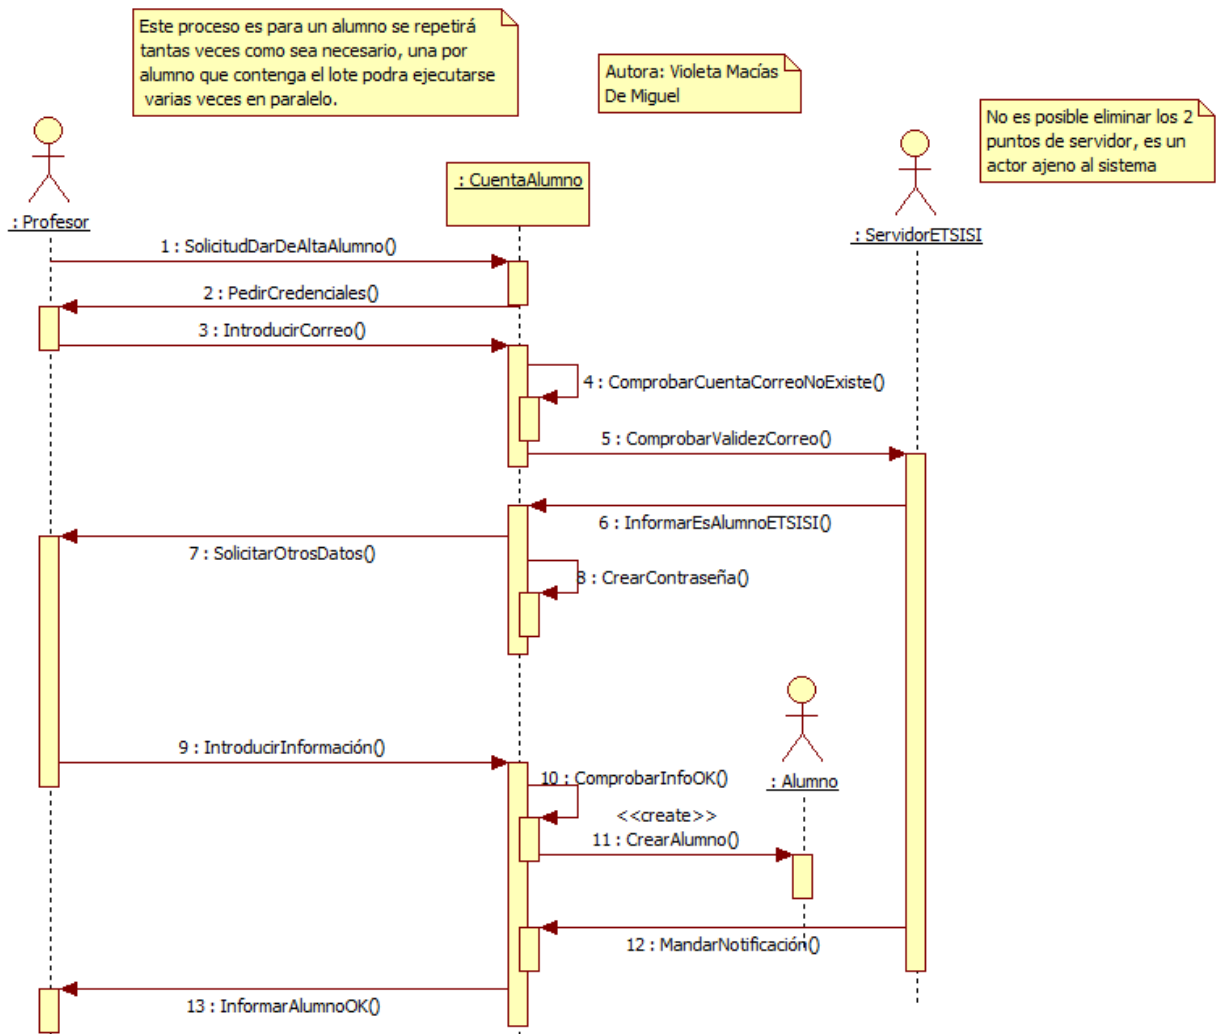 Este proceso es para un alumno se repetirá
tantas veces como sea necesario, una por
alumno que contenga el lote podra ejecutarse
varias veces en paralelo.
Autora: Violeta Macías
De Miguel
No es posible eliminar los 2
puntos de servidor, es un
actor ajeno al sistema
: Profesor
: CuentaAlumno
: ServidorETSISI
1 : SolicitudDarDeAltaAlumno()
2 : PedirCredenciales()
3 : IntroducirCorreo()
4 : ComprobarCuentaCorreoNoExiste()
5 : ComprobarValidezCorreo()
6 : InformarEsAlumnoETSISI()
7 : SolicitarOtrosDatos()
8 : CrearContraseña()
9 : IntroducirInformación()
10 : ComprobarInfoOK()
: Alumno
<<create>>
11 : CrearAlumno()
12 : MandarNotificación()
13 : InformarAlumnoOK()